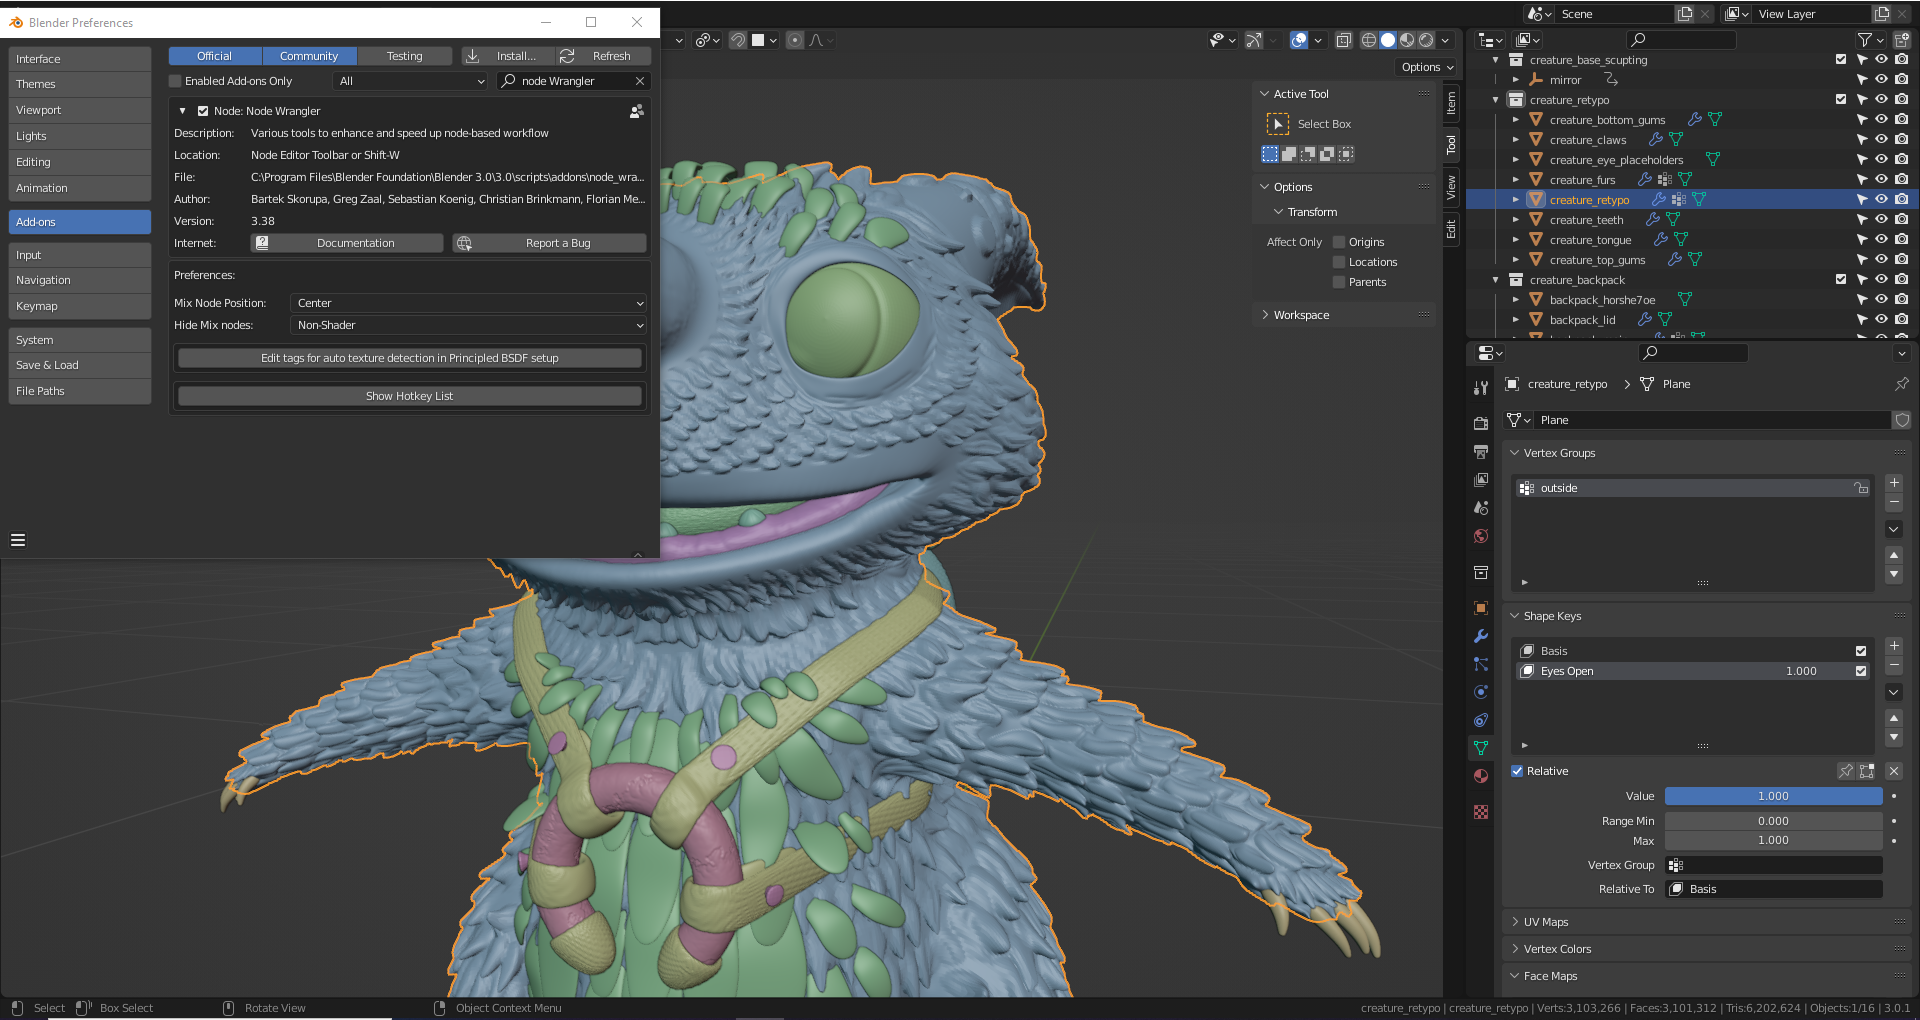 Blender Preferences
Interface
Themes
Viewport
Lights
Editing
Animation
Add-ons
Input
Navigation
Keymap
System
Save & Load
File Paths
Official
Community
Testing
Install...
Refresh
Enabled Add-ons Only
All
node Wrangler
Node: Node Wrangler
Description: Various tools to enhance and speed up node-based workflow
Location: Node Editor Toolbar or Shift-W
File: C:\Program Files\Blender Foundation\Blender 3.0\3.0\scripts\addons\node_wra...
Author: Bartek Skorupa, Greg Zaal, Sebastian Koenig, Christian Brinkmann, Florian Me...
Version: 3.38
Internet: Documentation Report a Bug
Preferences:
Mix Node Position: Center
Hide Mix nodes: Non-Shader
Edit tags for auto texture detection in Principled BSDF setup
Show Hotkey List
Options
Active Tool
Select Box
Options
Transform
Affect Only Origins
Locations
Parents
Workspace
Item
Tool
View
Edit
Scene
View Layer
creature_base_scupting
mirror
creature_retypo
creature_bottom_gums
creature_claws
creature_eye_placeholders
creature_furs
creature_retypo
creature_teeth
creature_tongue
creature_top_gums
creature_backpack
backpack_horshe7oe
backpack_lid
creature_retypo Plane
Plane
Vertex Groups
outside
Shape Keys
Basis
Eyes Open 1.000
Relative
Value 1.000
Range Min 0.000
Max 1.000
Vertex Group
Relative To Basis
UV Maps
Vertex Colors
Face Maps
Select
Box Select
Rotate View
Object Context Menu
creature_retypo | creature_retypo | Verts:3,103,266 | Faces:3,101,312 | Tris:6,202,624 | Objects:1/16 | 3.0.1